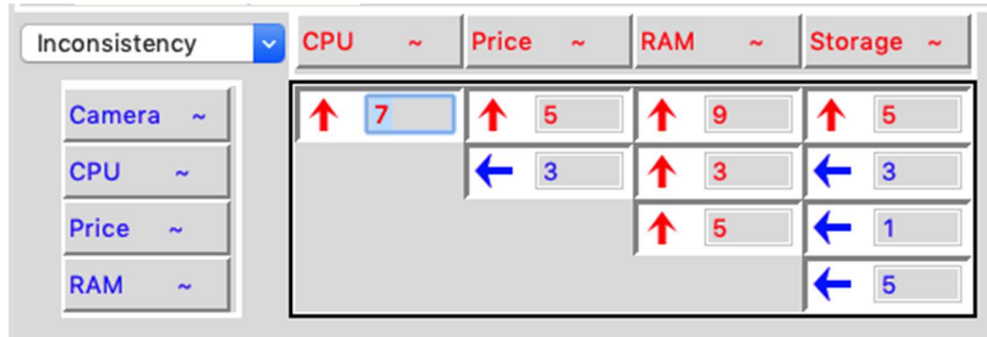 Inconsistency CPU ~ Price ~ RAM ~ Storage ~
Camera ~ 7 5 9 5
CPU ~ 3 3 3
Price ~ 5 1
RAM ~ 5